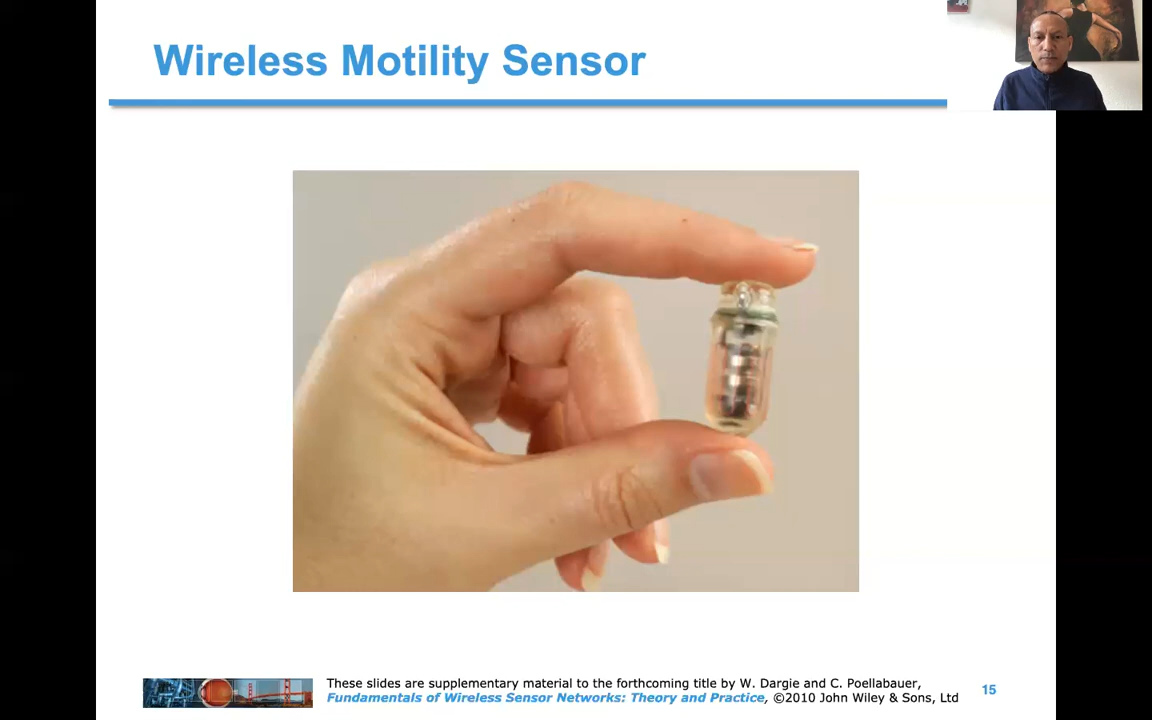 Wireless Motility Sensor
These slides are supplementary material to the forthcoming title by W. Dargie and C. Poellabauer,
Fundamentals of Wireless Sensor Networks: Theory and Practice, ©2010 John Wiley & Sons, Ltd
15